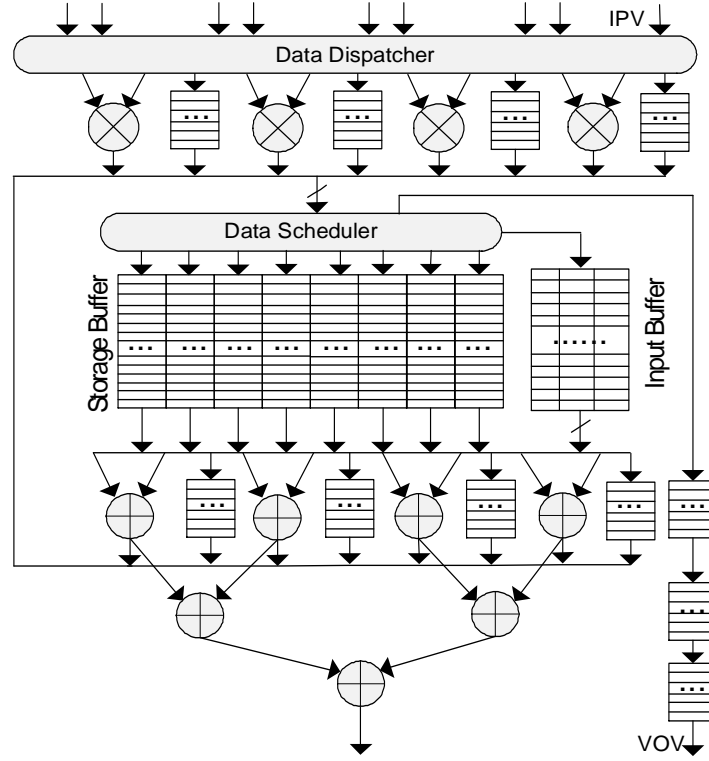 IPV
Data Dispatcher
Data Scheduler
Storage Buffer
Input Buffer
VOV